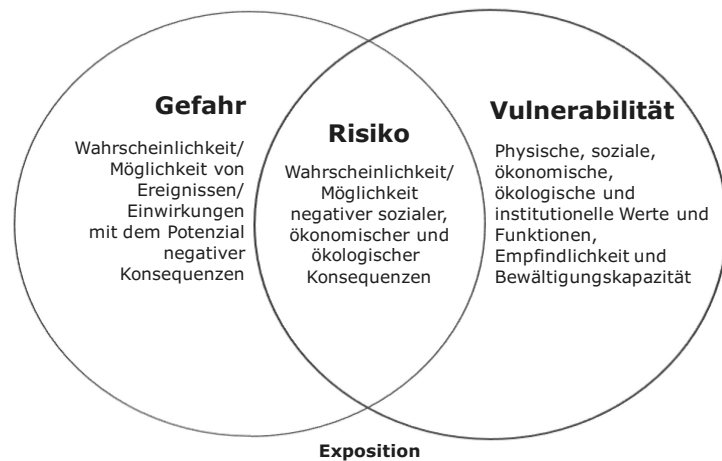 Gefahr
Wahrscheinlichkeit/
Möglichkeit von
Ereignissen/
Einwirkungen
mit dem Potenzial
negativer
Konsequenzen
Risiko
Wahrscheinlichkeit/
Möglichkeit
negativer sozialer,
ökonomischer und
ökologischer
Konsequenzen
Vulnerabilität
Physische, soziale,
ökonomische,
ökologische und
institutionelle Werte und
Funktionen,
Empfindlichkeit und
Bewältigungskapazität
Exposition